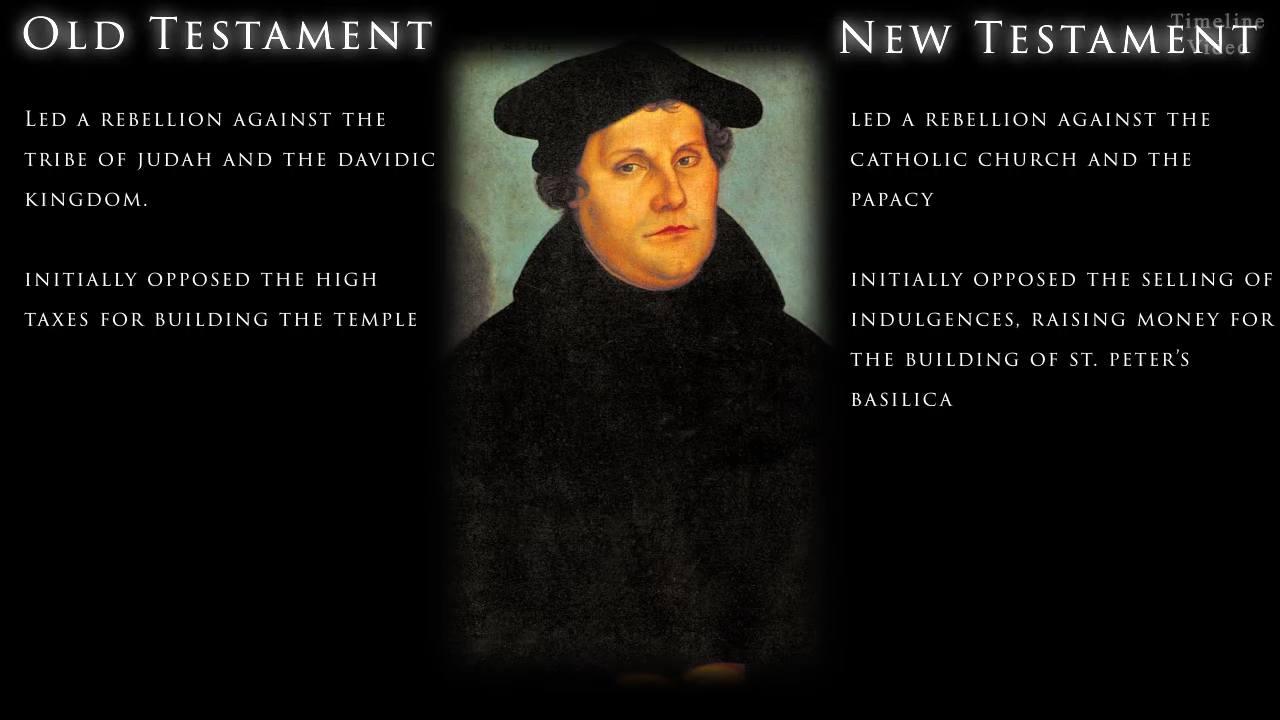 Old Testament
Led a rebellion against the
tribe of Judah and the Davidic
kingdom.
initially opposed the high
taxes for building the temple
New Testament
Timeline
Video
led a rebellion against the
Catholic Church and the
papacy
initially opposed the selling of
indulgences, raising money for
the building of St. Peter's
Basilica